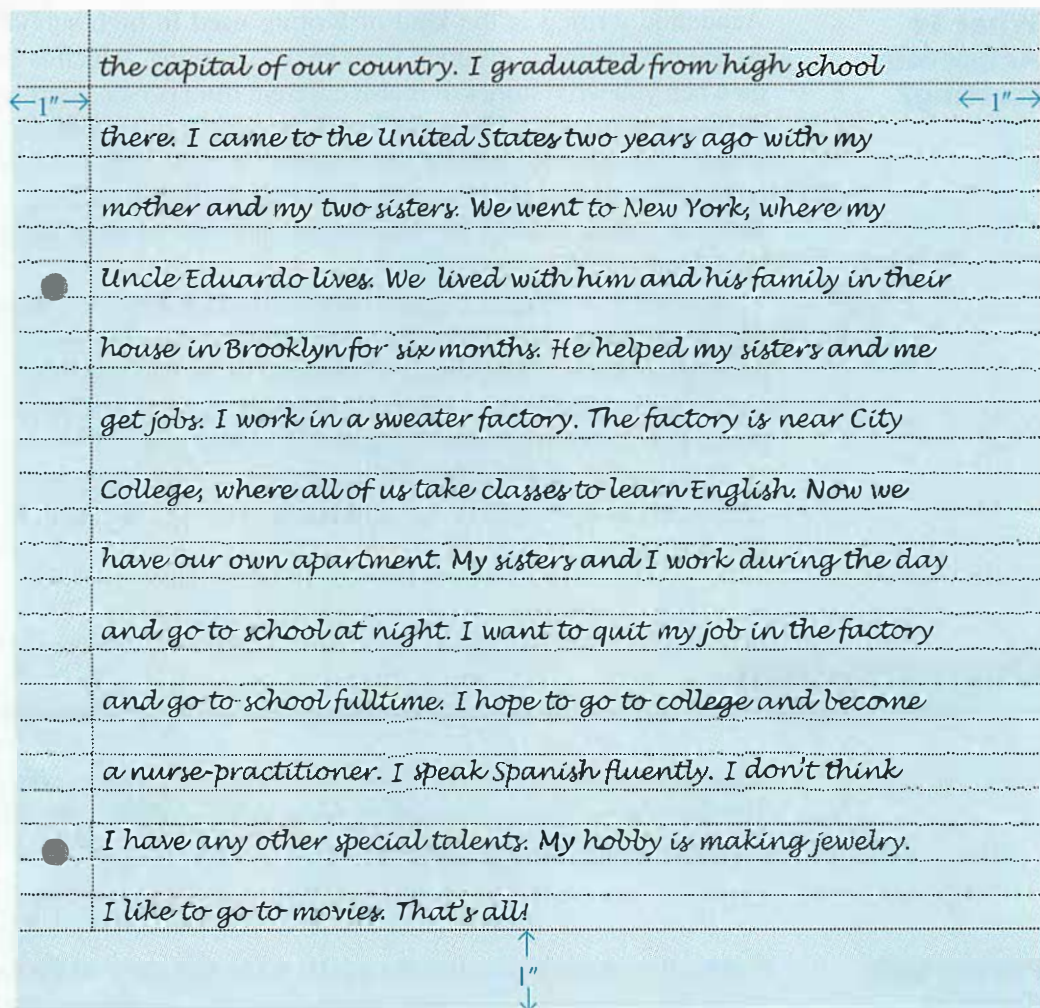 the capital of our country. I graduated from high school
←1"→ ←1"→
there. I came to the United States two years ago with my
mother and my two sisters. We went to New York, where my
Uncle Eduardo lives. We lived with him and his family in their
house in Brooklyn for six months. He helped my sisters and me
get jobs. I work in a sweater factory. The factory is near City
College, where all of us take classes to learn English. Now we
have our own apartment. My sisters and I work during the day
and go to school at night. I want to quit my job in the factory
and go to school fulltime. I hope to go to college and become
a nurse-practitioner. I speak Spanish fluently. I don't think
I have any other special talents. My hobby is making jewelry.
I like to go to movies. That's all!
1"